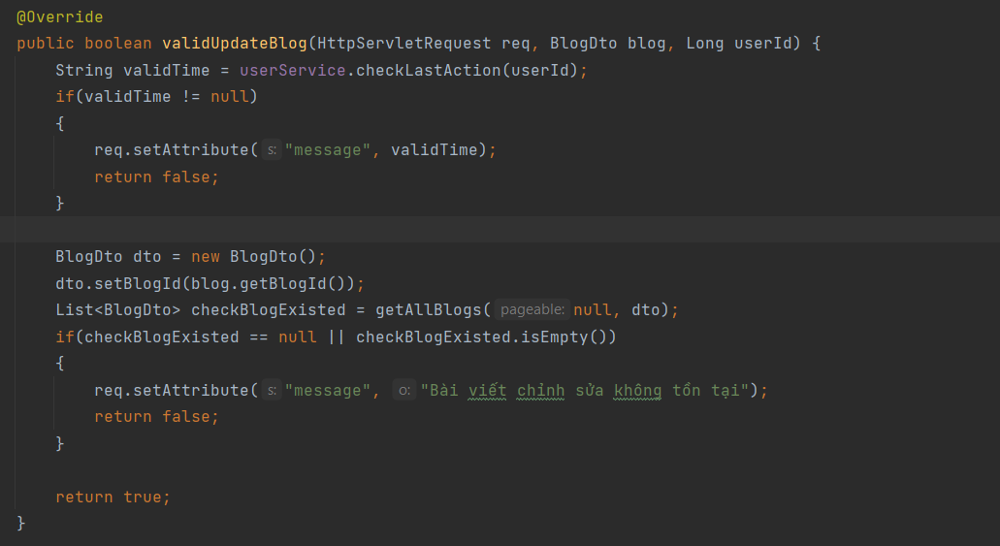 @Override
public boolean validUpdateBlog(HttpServletRequest req, BlogDto blog, Long userId) {
String validTime = userService.checkLastAction(userId);
if(validTime != null)
{
req.setAttribute( s: "message", validTime);
return false;
}
BlogDto dto = new BlogDto();
dto.setBlogId(blog.getBlogId());
List<BlogDto> checkBlogExisted = getAllBlogs( pageable: null, dto);
if(checkBlogExisted == null || checkBlogExisted.isEmpty())
{
req.setAttribute( s: "message", o: "Bài viết chỉnh sửa không tồn tại");
return false;
}
return true;
}